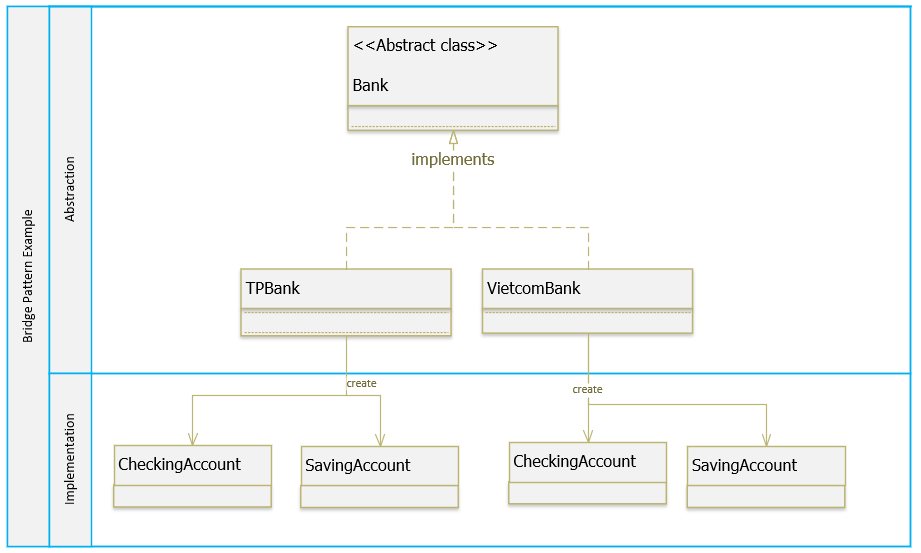 Bridge Pattern Example
Abstraction
<<Abstract class>>
Bank
implements
TPBank
VietcomBank
Implementation
create
create
CheckingAccount
SavingAccount
CheckingAccount
SavingAccount